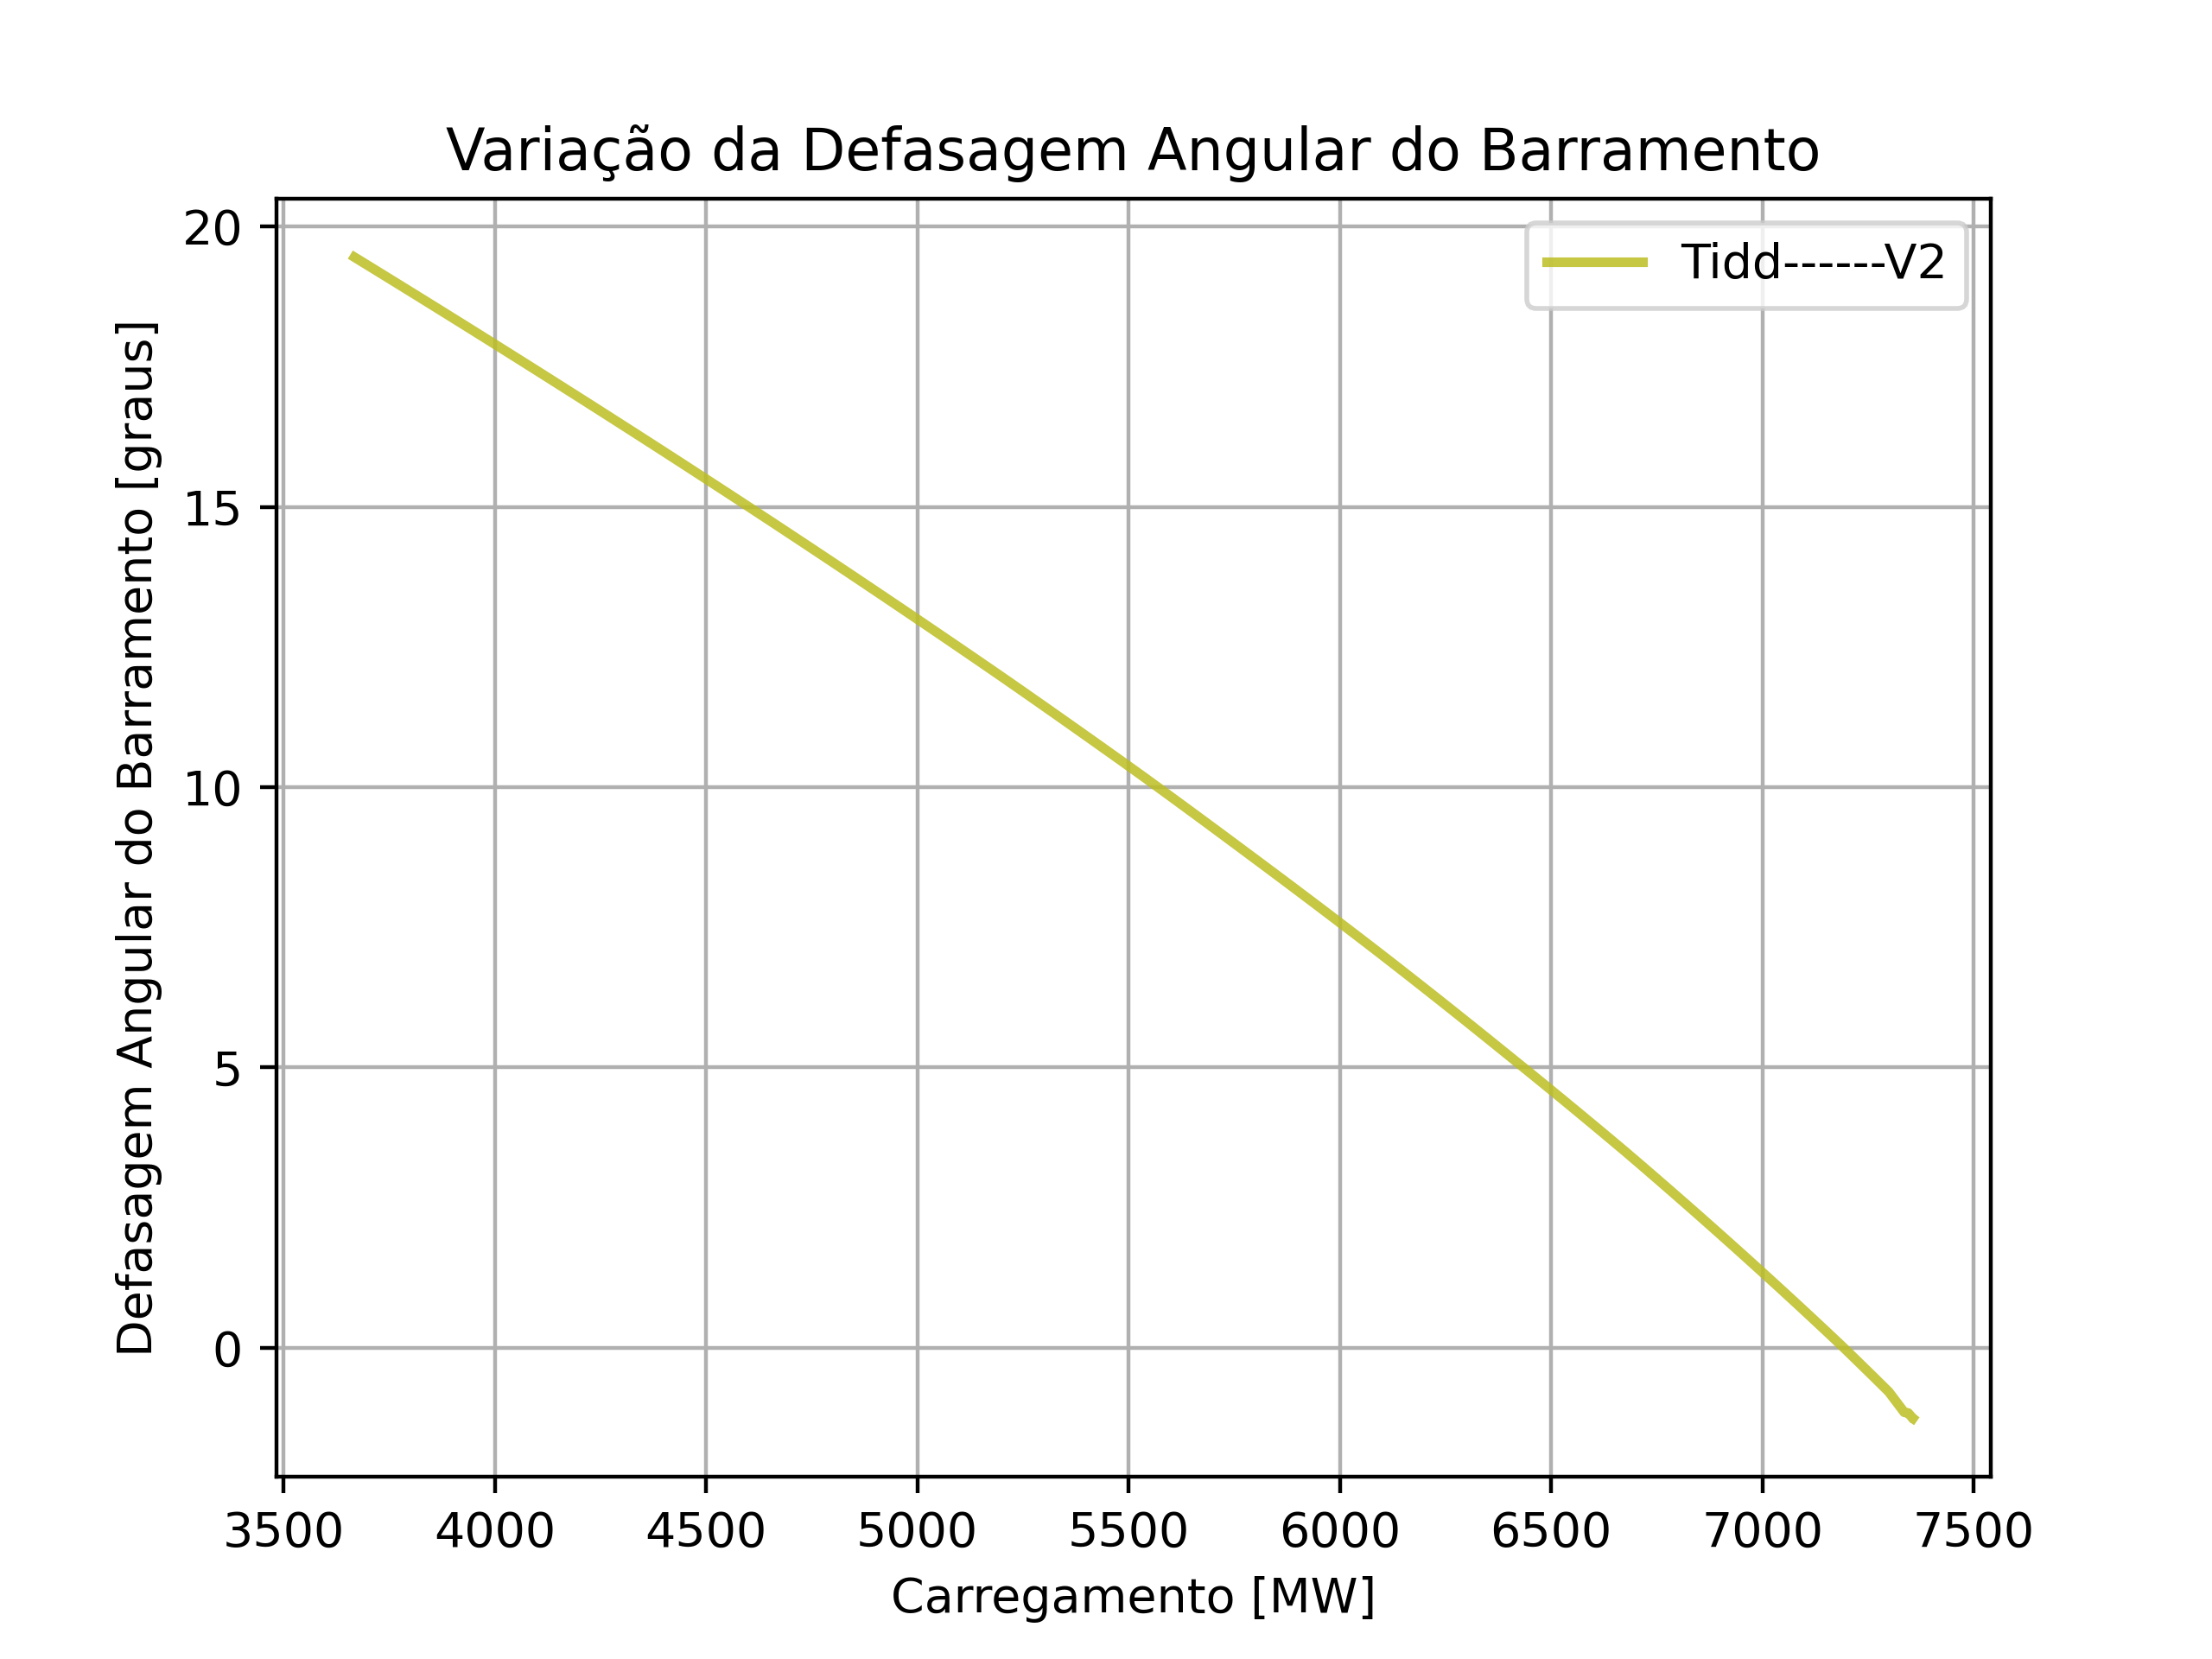 Variação da Defasagem Angular do Barramento
Tidd------V2
Defasagem Angular do Barramento [graus]
20
15
10
5
0
3500 4000 4500 5000 5500 6000 6500 7000 7500
Carregamento [MW]